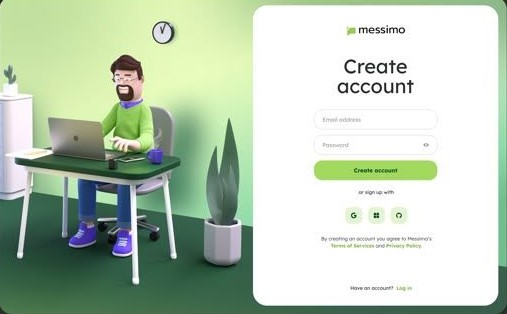 messimo
Create
account
Email address
Password
Create account
or sign up with
G
By creating an account you agree to Messimo's
Terms of Services and Privacy Policy.
Have an account? Log in